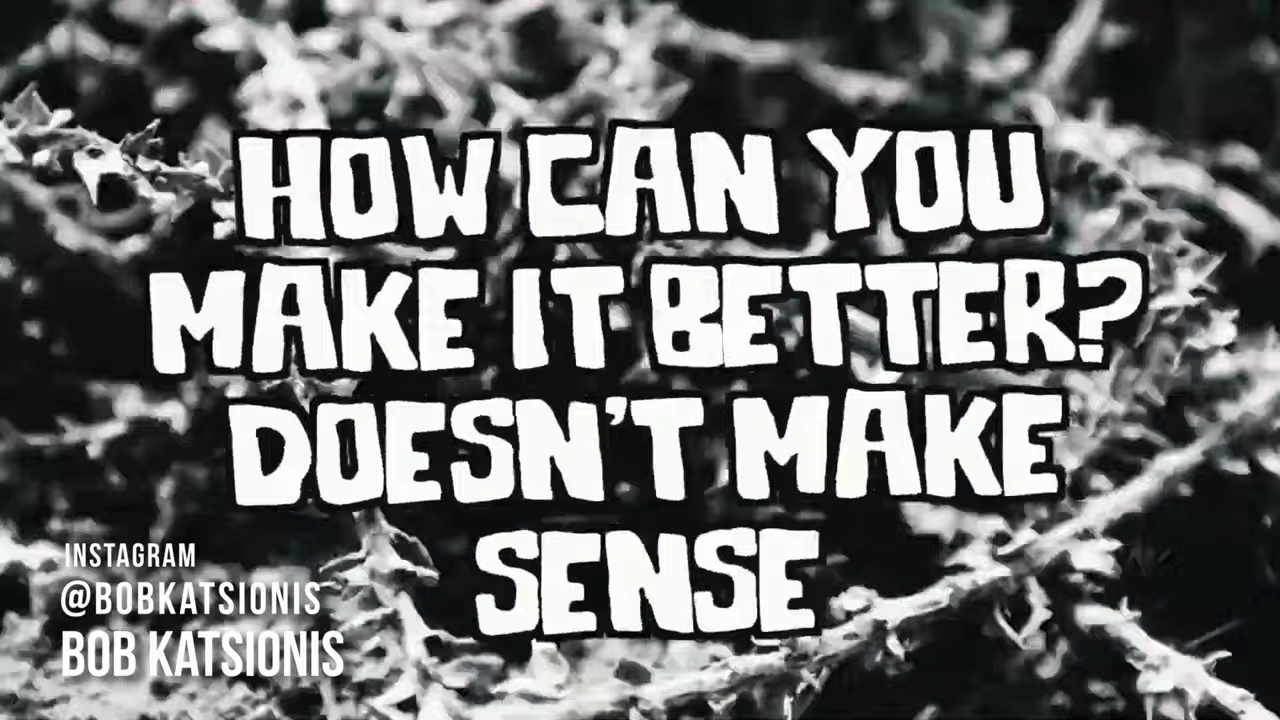 HOW CAN YOU
MAKE IT BETTER?
DOESN'T MAKE
SENSE
INSTAGRAM
@BOBKATSIONIS
BOB KATSIONIS